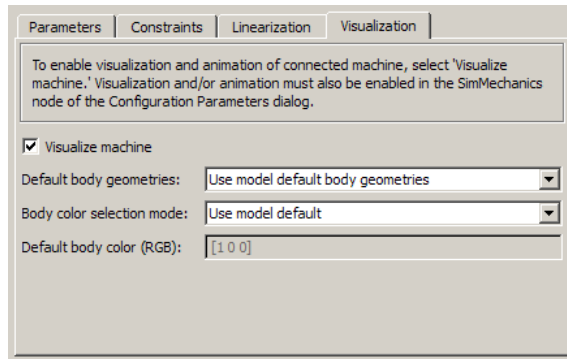 Parameters Constraints Linearization Visualization
To enable visualization and animation of connected machine, select 'Visualize
machine.' Visualization and/or animation must also be enabled in the SimMechanics
node of the Configuration Parameters dialog.
Visualize machine
Default body geometries: Use model default body geometries
Body color selection mode: Use model default
Default body color (RGB): [1 0 0]